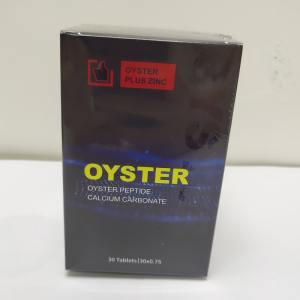 OYSTER
PLUS ZINC
OYSTER
OYSTER PEPTIDE
CALCIUM CARBONATE
30 Tablets|30x0.75